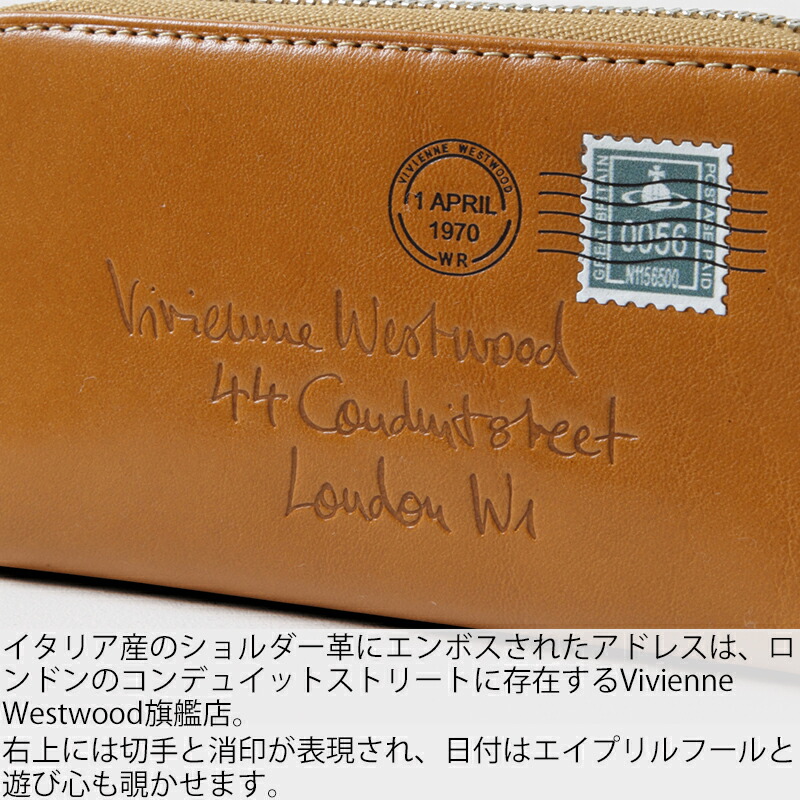 VIVIENNE WESTWOOD
1 APRIL
1970
WR
GREAT BRITAIN
POSTAGE PAID
0056
N1156500
Vivienne Westwood
44 Conduit street
London W1
イタリア産のショルダー革にエンボスされたアドレスは、ロ
ンドンのコンデュイットストリートに存在するVivienne
Westwood旗艦店。
右上には切手と消印が表現され、日付はエイプリルフールと
遊び心も覗かせます。